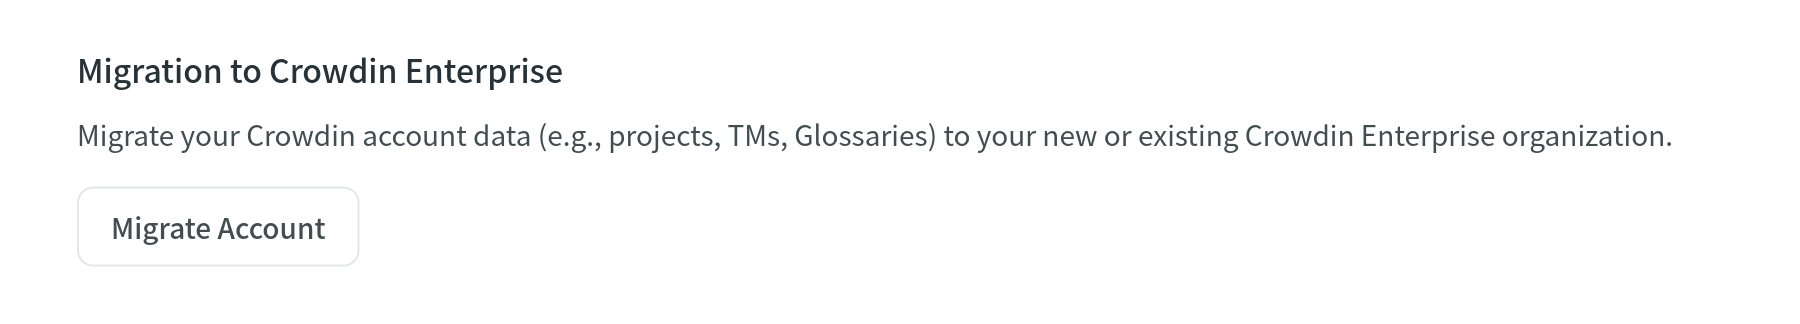 Migration to Crowdin Enterprise
Migrate your Crowdin account data (e.g., projects, TMs, Glossaries) to your new or existing Crowdin Enterprise organization.
Migrate Account